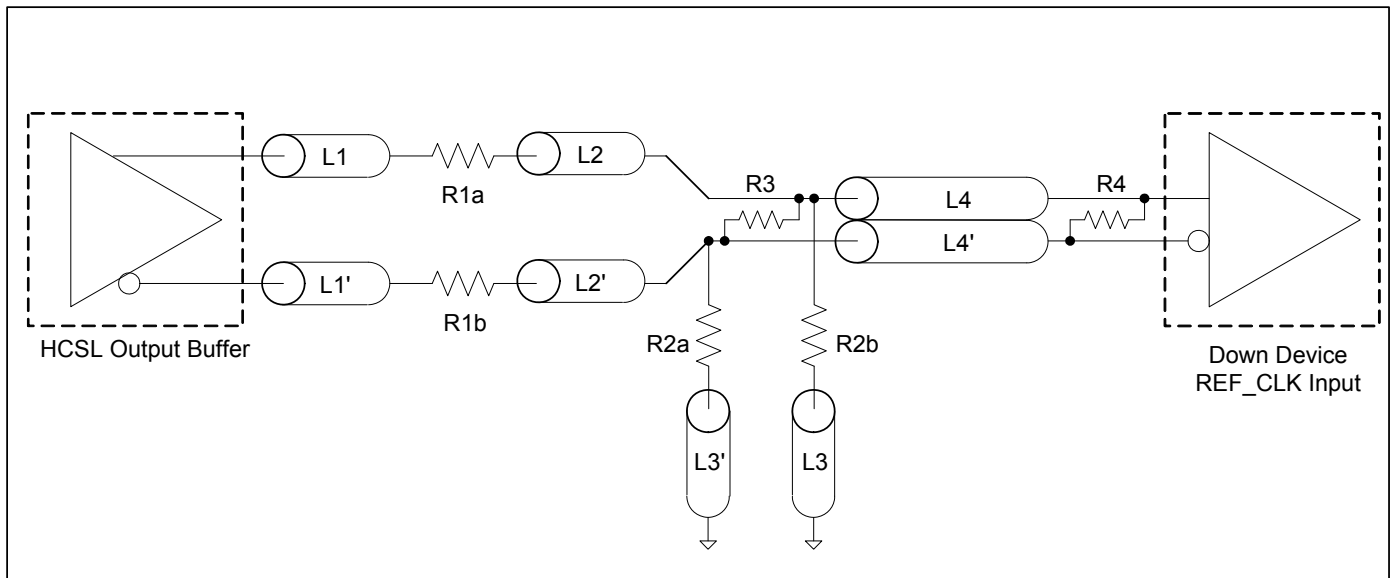 L1
R1a
L2
R3
L4
R4
L4'
L1'
R1b
L2'
HCSL Output Buffer
R2a
R2b
Down Device
REF_CLK Input
L3'
L3